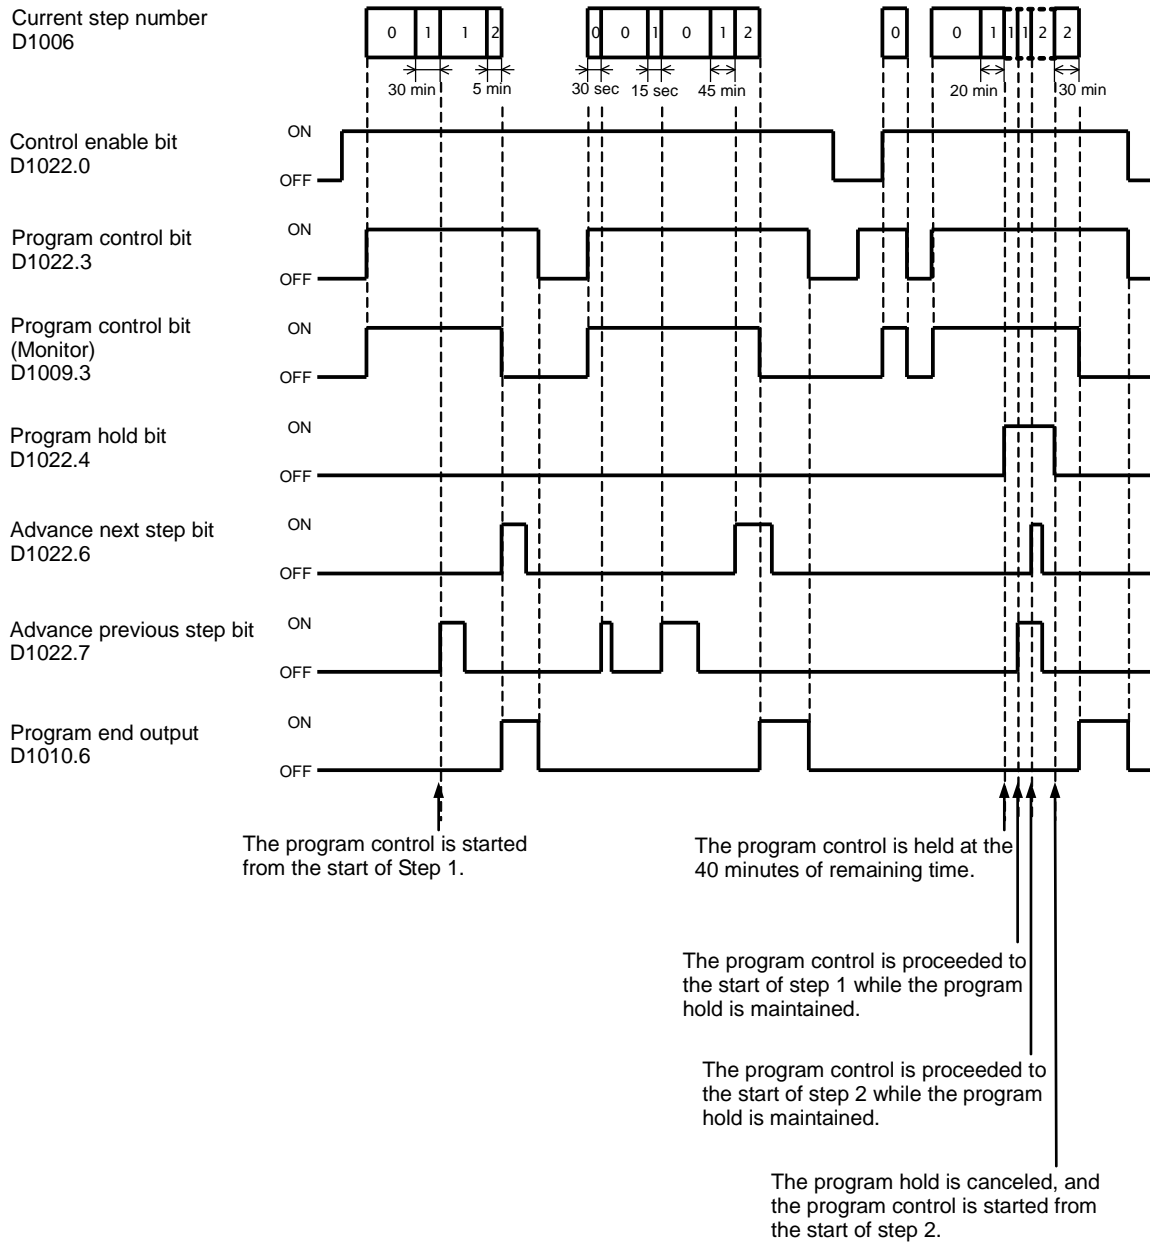 Current step number
D1006
0 1 1 2 0 0 1 0 1 2 0 0 1 1 1 2 2
30 min 5 min 30 sec 15 sec 45 min 20 min 30 min
Control enable bit
D1022.0
ON
OFF
Program control bit
D1022.3
ON
OFF
Program control bit
(Monitor)
D1009.3
ON
OFF
Program hold bit
D1022.4
ON
OFF
Advance next step bit
D1022.6
ON
OFF
Advance previous step bit
D1022.7
ON
OFF
Program end output
D1010.6
ON
OFF
The program control is started
from the start of Step 1.
The program control is held at the
40 minutes of remaining time.
The program control is proceeded to
the start of step 1 while the program
hold is maintained.
The program control is proceeded to
the start of step 2 while the program
hold is maintained.
The program hold is canceled, and
the program control is started from
the start of step 2.